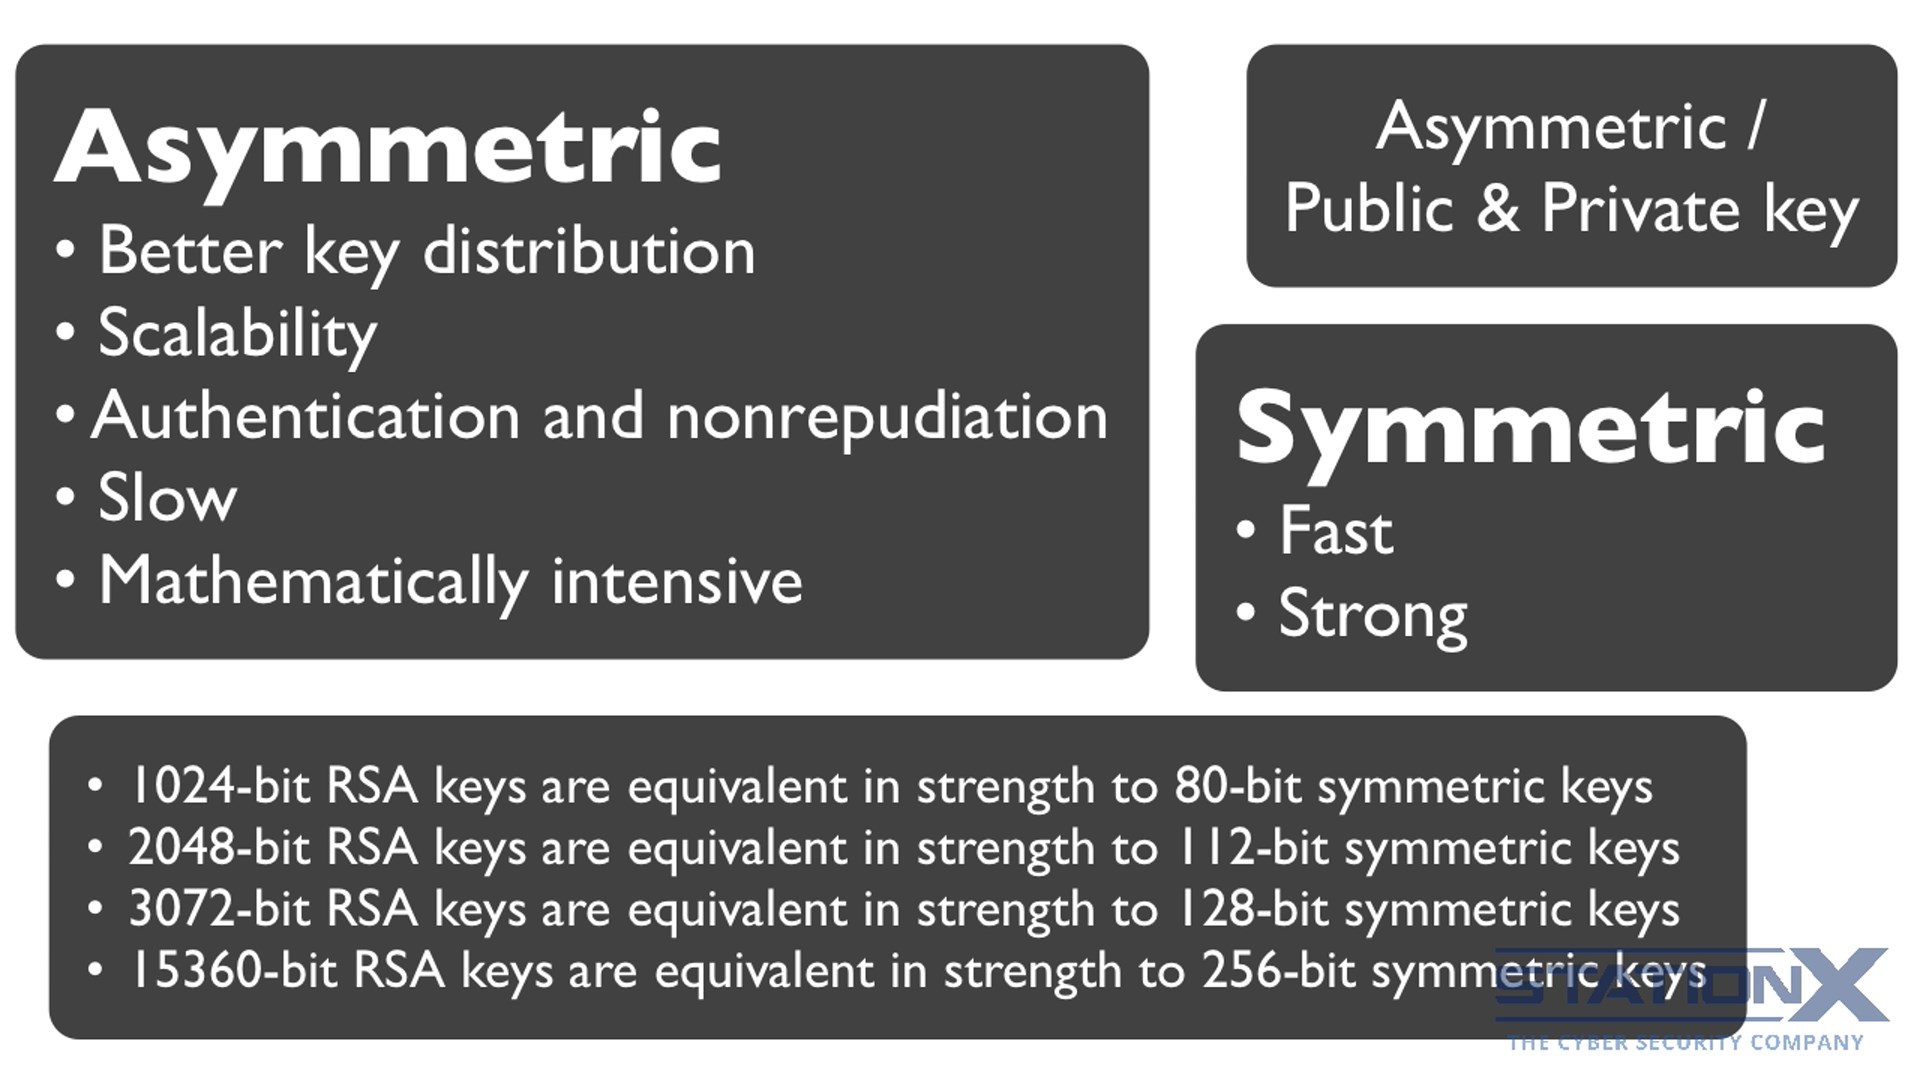 Asymmetric
• Better key distribution
• Scalability
• Authentication and nonrepudiation
• Slow
• Mathematically intensive
Asymmetric /
Public & Private key
Symmetric
• Fast
• Strong
• 1024-bit RSA keys are equivalent in strength to 80-bit symmetric keys
• 2048-bit RSA keys are equivalent in strength to 112-bit symmetric keys
• 3072-bit RSA keys are equivalent in strength to 128-bit symmetric keys
• 15360-bit RSA keys are equivalent in strength to 256-bit symmetric keys
STATIONX
THE CYBER SECURITY COMPANY